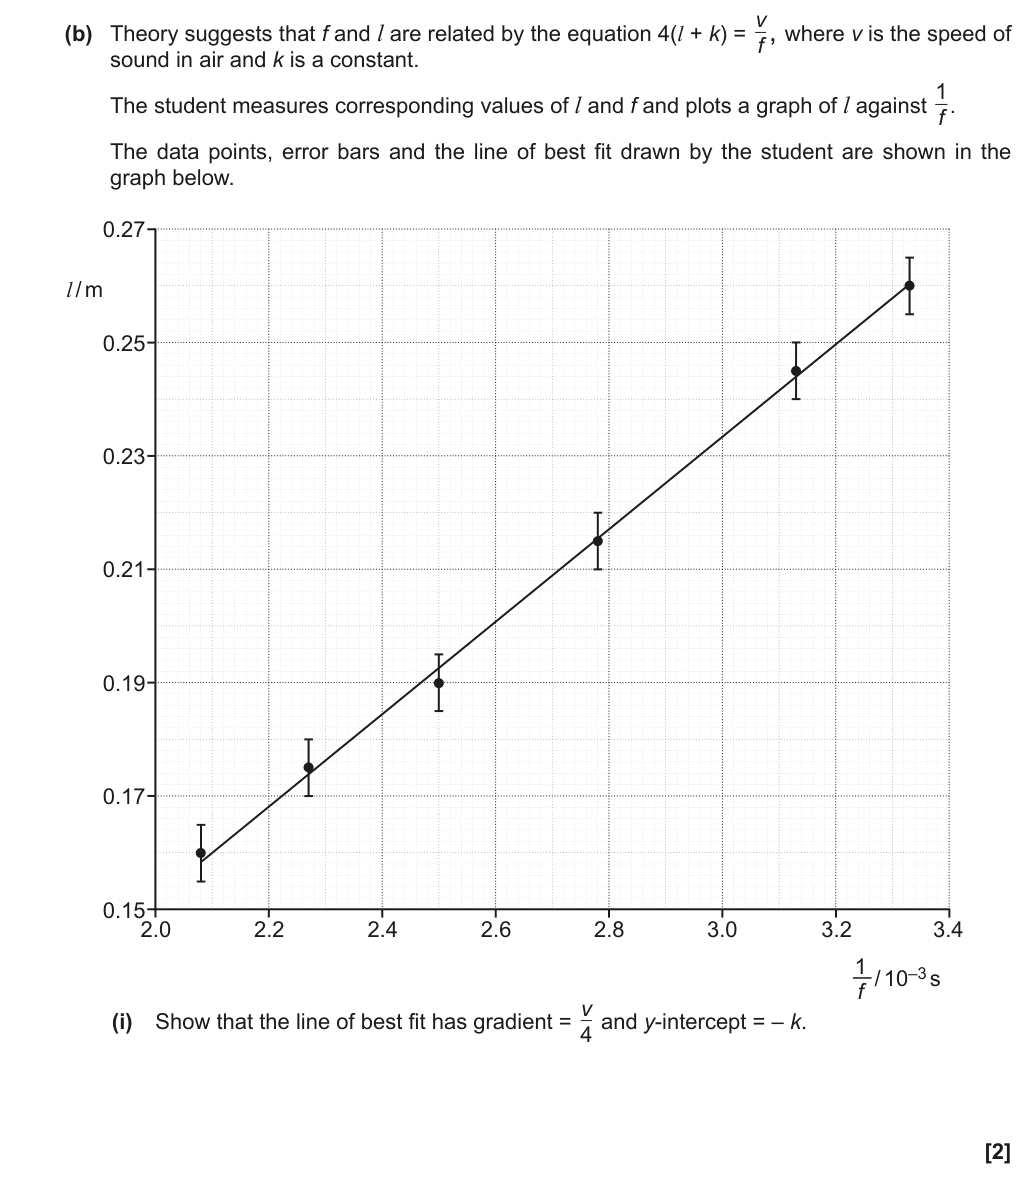 (b) Theory suggests that f and l are related by the equation 4(l + k) = v/f, where v is the speed of
sound in air and k is a constant.
The student measures corresponding values of l and f and plots a graph of l against 1/f.
The data points, error bars and the line of best fit drawn by the student are shown in the
graph below.
0.27
l/m
0.25
0.23
0.21
0.19
0.17
0.15
2.0 2.2 2.4 2.6 2.8 3.0 3.2 3.4
1/f / 10⁻³ s
(i) Show that the line of best fit has gradient = v/4 and y-intercept = – k.
[2]